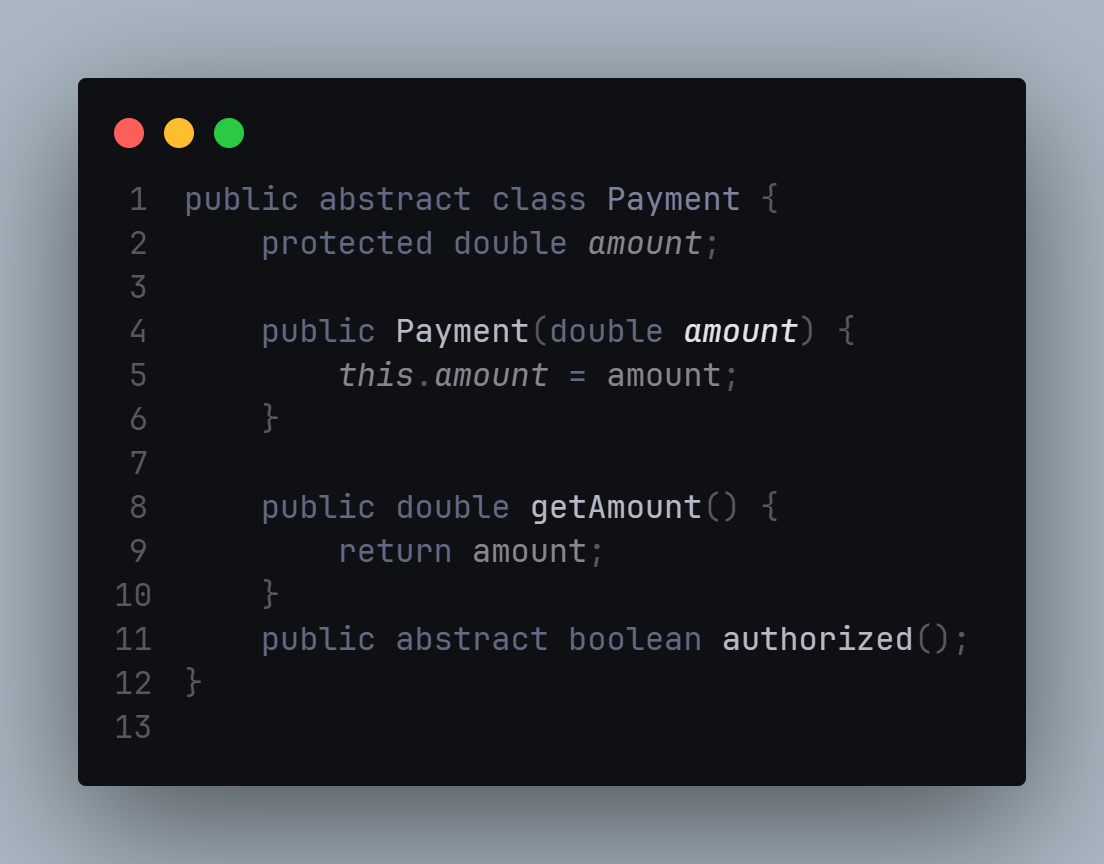 1 public abstract class Payment {
2     protected double amount;
3
4     public Payment(double amount) {
5         this.amount = amount;
6     }
7
8     public double getAmount() {
9         return amount;
10     }
11     public abstract boolean authorized();
12 }
13